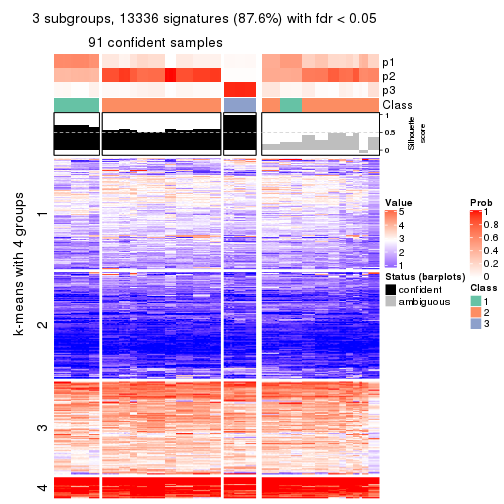 3 subgroups, 13336 signatures (87.6%) with fdr < 0.05
91 confident samples
p1
p2
p3
Class
1
0.5
0
Silhouette
score
k-means with 4 groups
1
2
3
4
Value
5
4
3
2
1
Status (barplots)
confident
ambiguous
Prob
1
0.8
0.6
0.4
0.2
0
Class
1
2
3